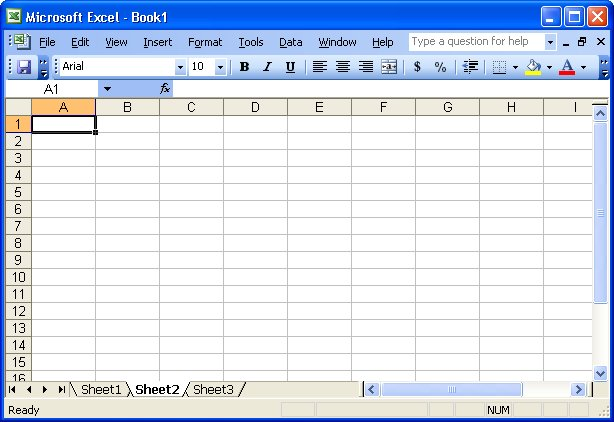 Microsoft Excel - Book1
File Edit View Insert Format Tools Data Window Help Type a question for help
Arial 10 B I U $ % A
A1 fx
A B C D E F G H I
1
2
3
4
5
6
7
8
9
10
11
12
13
14
15
16
Sheet1 Sheet2 Sheet3
Ready NUM